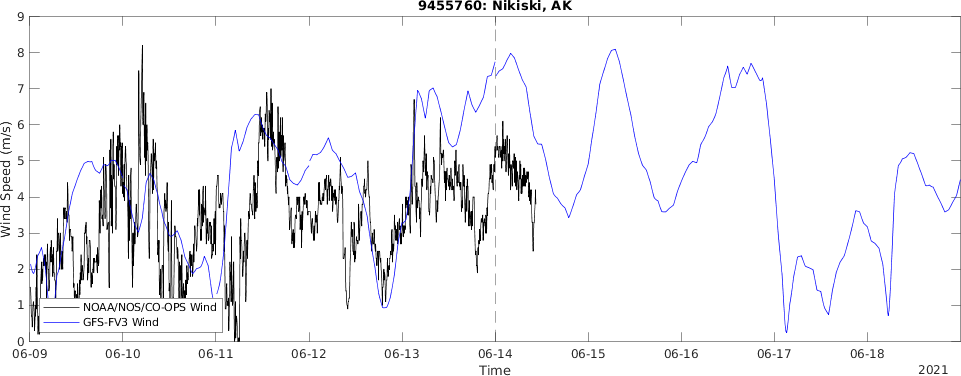 9455760: Nikiski, AK
Wind Speed (m/s)
9
8
7
6
5
4
3
2
1
0
NOAA/NOS/CO-OPS Wind
GFS-FV3 Wind
06-09 06-10 06-11 06-12 06-13 06-14 06-15 06-16 06-17 06-18
Time
2021